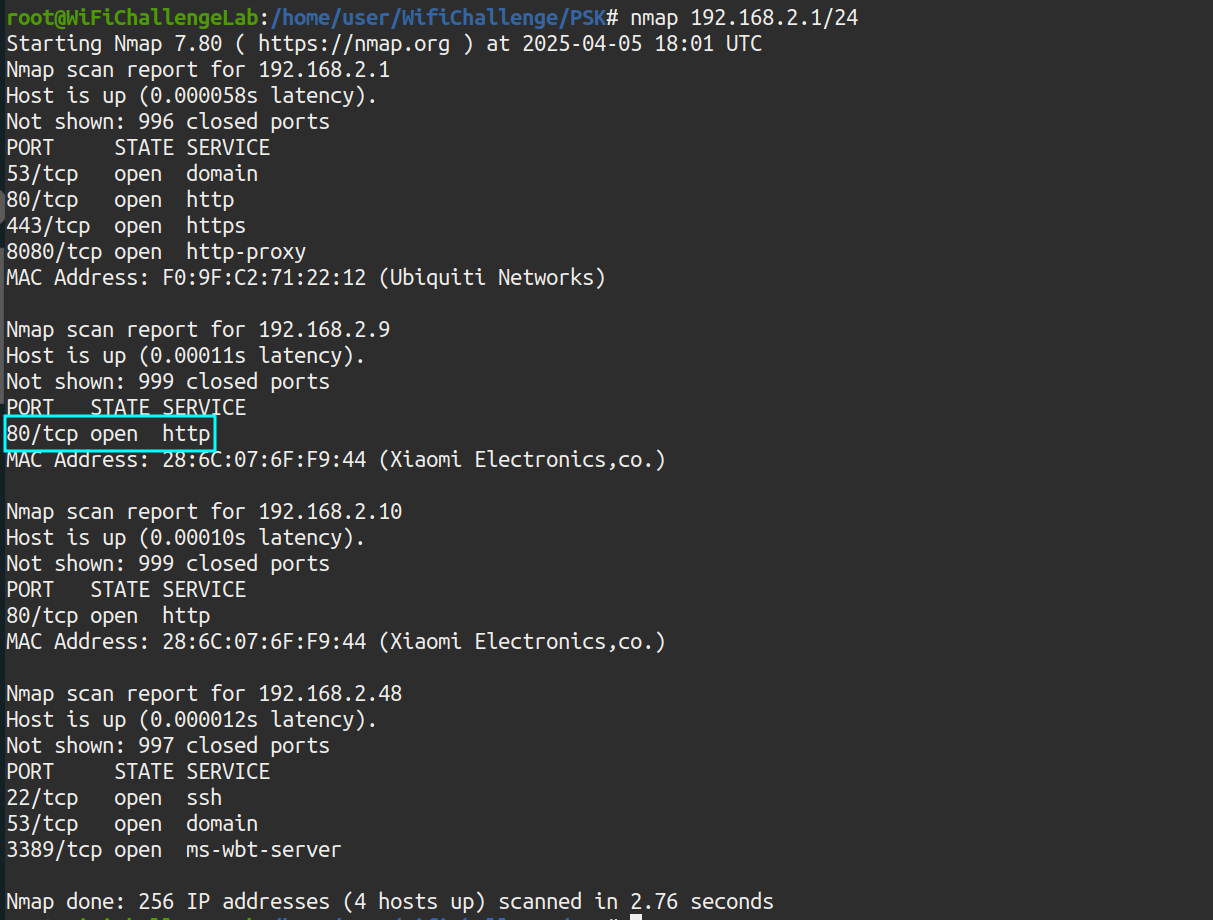 root@WiFiChallengeLab:/home/user/WifiChallenge/PSK# nmap 192.168.2.1/24
Starting Nmap 7.80 ( https://nmap.org ) at 2025-04-05 18:01 UTC
Nmap scan report for 192.168.2.1
Host is up (0.000058s latency).
Not shown: 996 closed ports
PORT     STATE SERVICE
53/tcp   open  domain
80/tcp   open  http
443/tcp  open  https
8080/tcp open  http-proxy
MAC Address: F0:9F:C2:71:22:12 (Ubiquiti Networks)

Nmap scan report for 192.168.2.9
Host is up (0.00011s latency).
Not shown: 999 closed ports
PORT   STATE SERVICE
80/tcp open  http
MAC Address: 28:6C:07:6F:F9:44 (Xiaomi Electronics,co.)

Nmap scan report for 192.168.2.10
Host is up (0.00010s latency).
Not shown: 999 closed ports
PORT   STATE SERVICE
80/tcp open  http
MAC Address: 28:6C:07:6F:F9:44 (Xiaomi Electronics,co.)

Nmap scan report for 192.168.2.48
Host is up (0.000012s latency).
Not shown: 997 closed ports
PORT     STATE SERVICE
22/tcp   open  ssh
53/tcp   open  domain
3389/tcp open  ms-wbt-server

Nmap done: 256 IP addresses (4 hosts up) scanned in 2.76 seconds